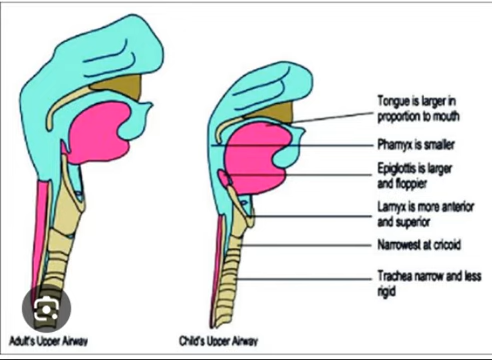 Tongue is larger in
proportion to mouth
Pharnyx is smaller
Epiglottis is larger
and floppier
Larnyx is more anterior
and superior
Narrowest at cricoid
Trachea narrow and less
rigid
Adult's Upper Airway
Child's Upper Airway